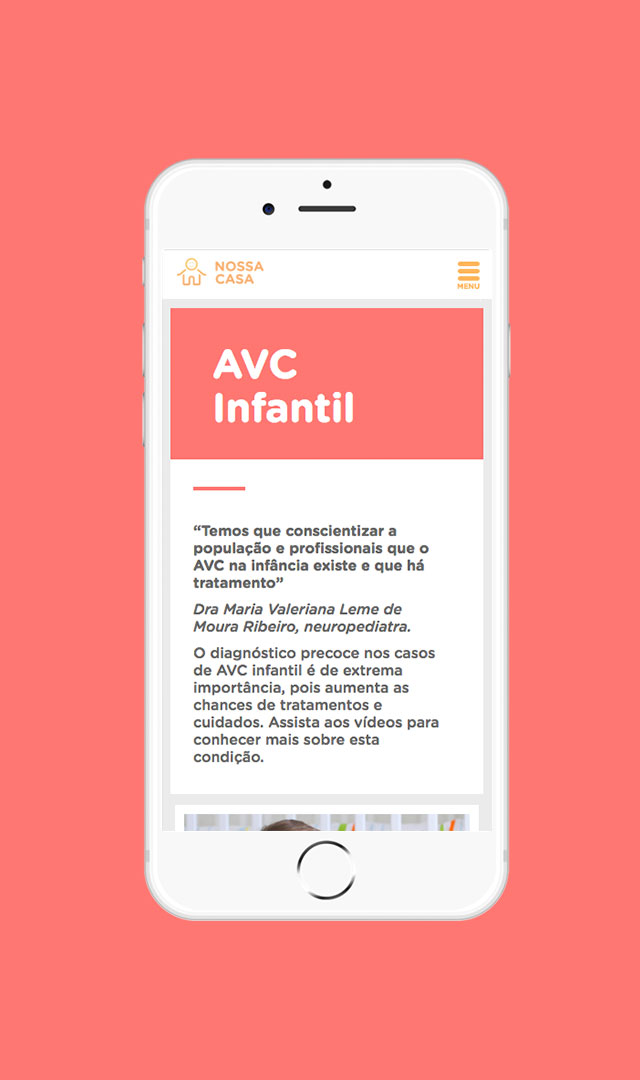 NOSSA
CASA
MENU
AVC
Infantil
“Temos que conscientizar a
população e profissionais que o
AVC na infância existe e que há
tratamento”
Dra Maria Valeriana Leme de
Moura Ribeiro, neuropediatra.
O diagnóstico precoce nos casos
de AVC infantil é de extrema
importância, pois aumenta as
chances de tratamentos e
cuidados. Assista aos vídeos para
conhecer mais sobre esta
condição.